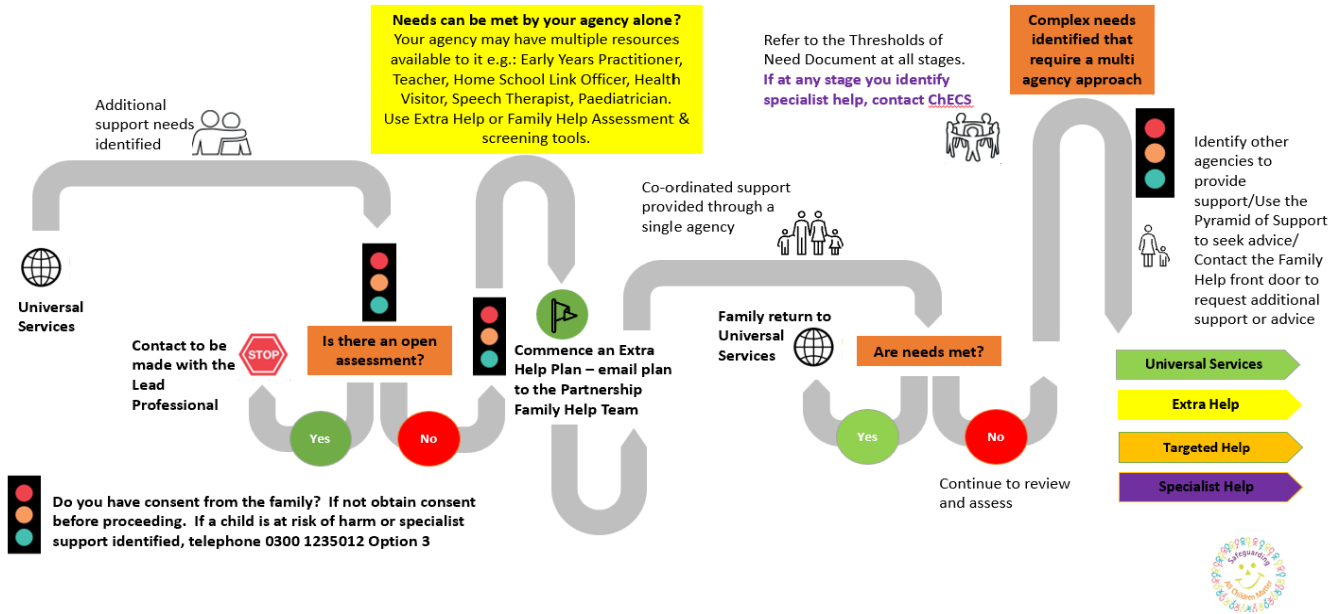 Additional
support needs
identified
Universal
Services
Needs can be met by your agency alone?
Your agency may have multiple resources
available to it e.g.: Early Years Practitioner,
Teacher, Home School Link Officer, Health
Visitor, Speech Therapist, Paediatrician.
Use Extra Help or Family Help Assessment &
screening tools.
Contact to be
made with the
Lead
Professional
STOP
Is there an open
assessment?
Yes
No
Commence an Extra
Help Plan – email plan
to the Partnership
Family Help Team
Co-ordinated support
provided through a
single agency
Refer to the Thresholds of
Need Document at all stages.
If at any stage you identify
specialist help, contact ChECS
Family return to
Universal
Services
Are needs met?
Yes
No
Continue to review
and assess
Complex needs
identified that
require a multi
agency approach
Identify other
agencies to
provide
support/Use the
Pyramid of Support
to seek advice/
Contact the Family
Help front door to
request additional
support or advice
Universal Services
Extra Help
Targeted Help
Specialist Help
Do you have consent from the family? If not obtain consent
before proceeding. If a child is at risk of harm or specialist
support identified, telephone 0300 1235012 Option 3
Safeguarding
All Children Matter